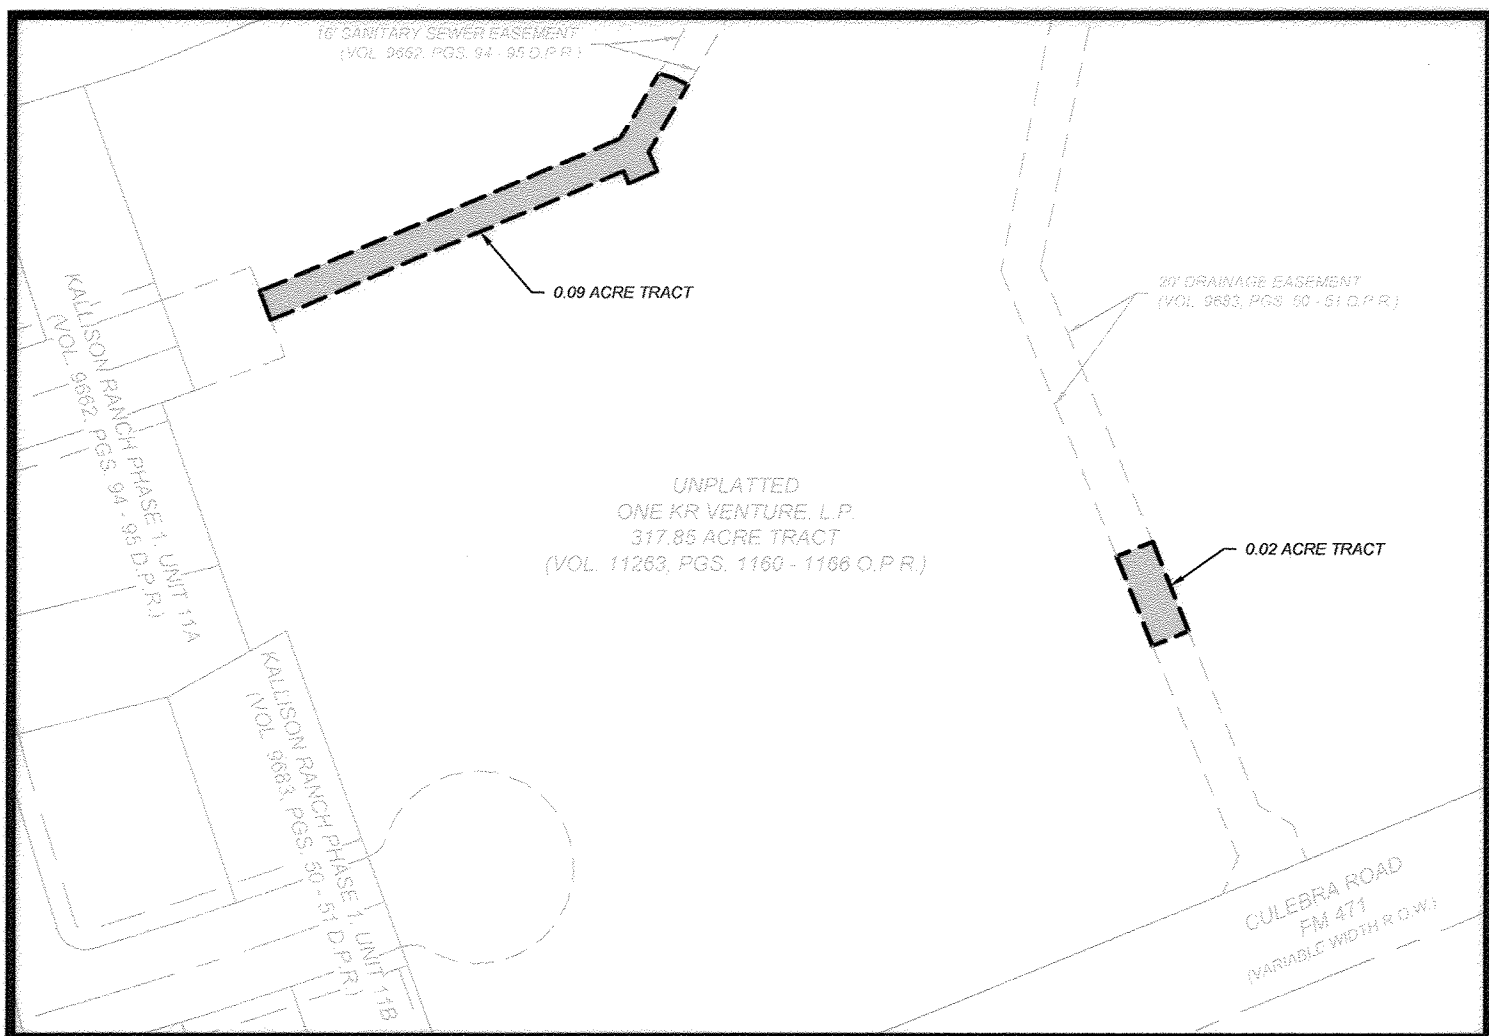 16' SANITARY SEWER EASEMENT
(VOL. 9662, PGS. 94 - 95 D.P.R.)
0.09 ACRE TRACT
20' DRAINAGE EASEMENT
(VOL. 9683, PGS. 50 - 51 D.P.R.)
KALLISON RANCH PHASE 1, UNIT 11A
(VOL. 9662, PGS. 94 - 95 D.P.R.)
UNPLATTED
ONE KR VENTURE, L.P.
317.85 ACRE TRACT
(VOL. 11263, PGS. 1160 - 1166 O.P.R.)
0.02 ACRE TRACT
KALLISON RANCH PHASE 1, UNIT 11B
(VOL. 9683, PGS. 50 - 51 D.P.R.)
CULEBRA ROAD
FM 471
(VARIABLE WIDTH R.O.W.)